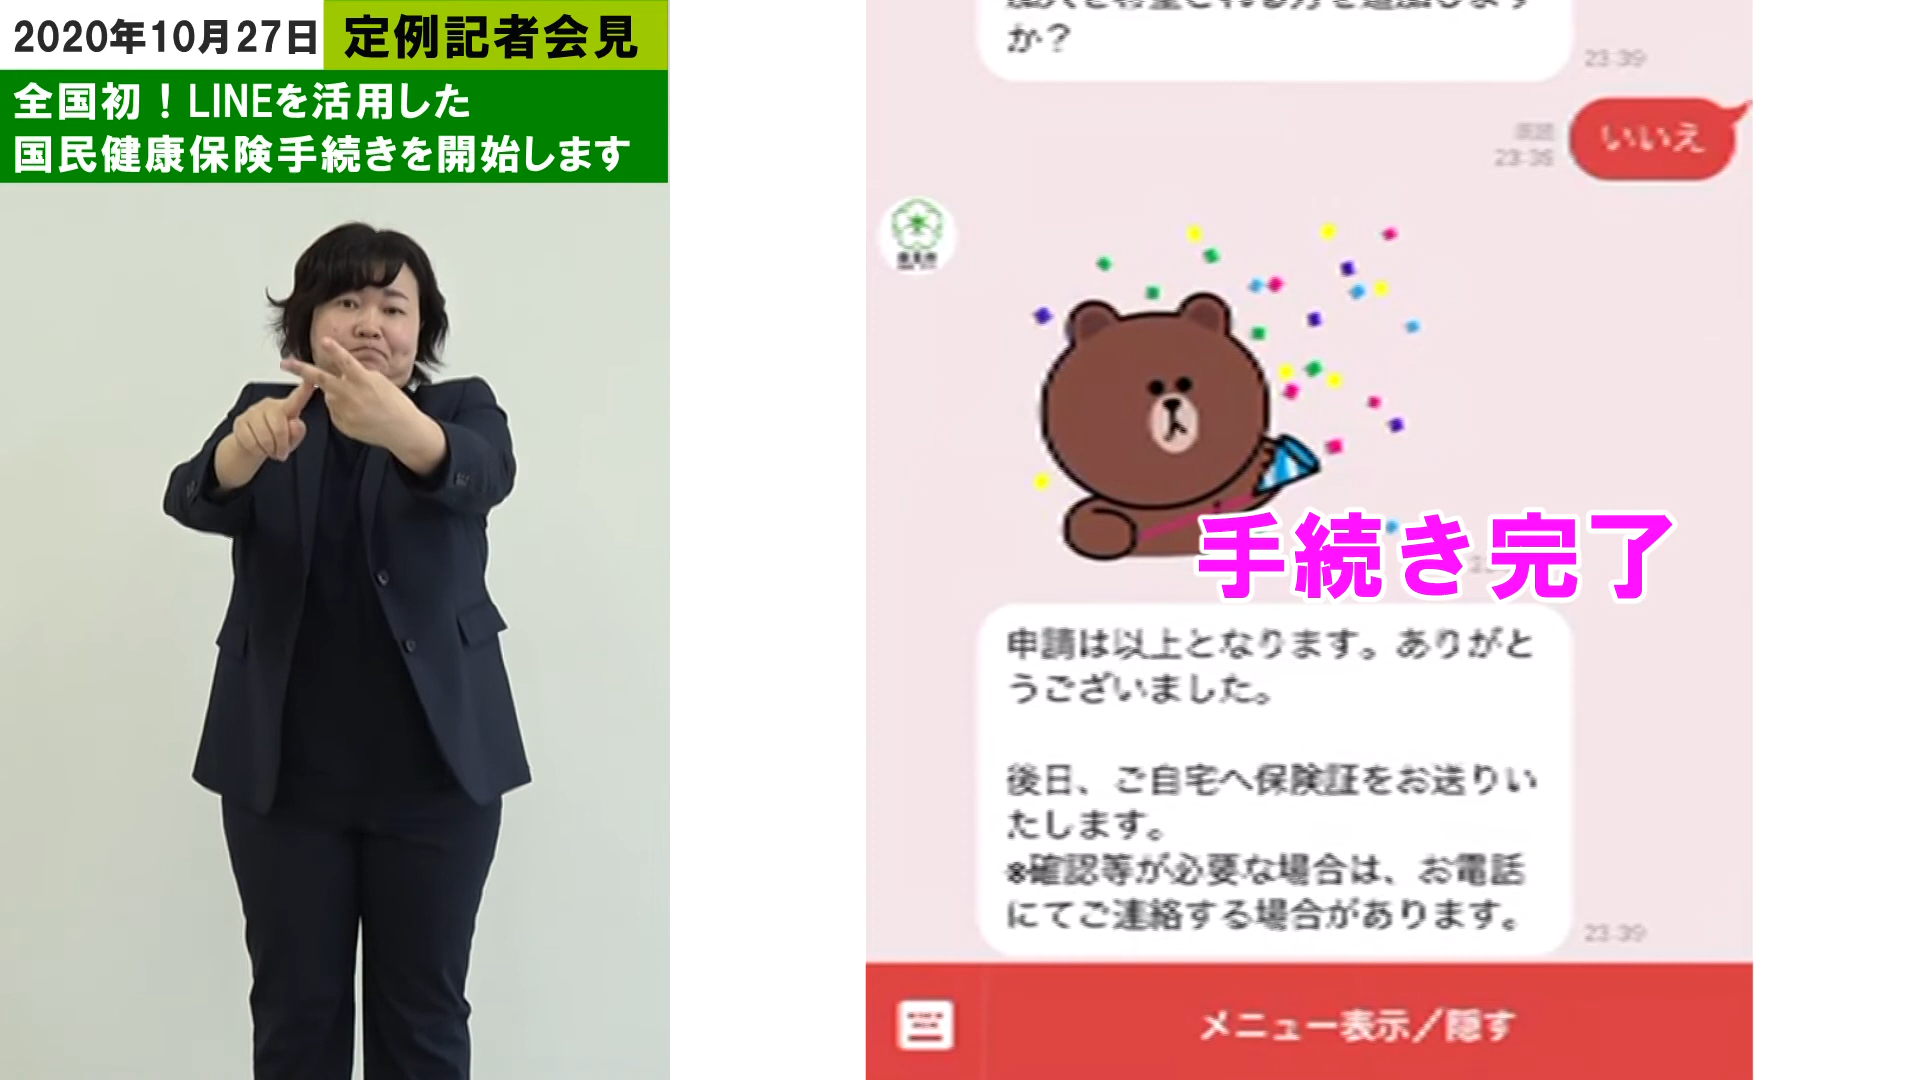 2020年10月27日
定例記者会見
全国初！LINEを活用した
国民健康保険手続きを開始します
か？
23:39
いいえ
既読
手続き完了
申請は以上となります。ありがと
うございました。
後日、ご自宅へ保険証をお送りい
たします。
※確認等が必要な場合は、お電話
にてご連絡する場合があります。
23:39
メニュー表示／隠す